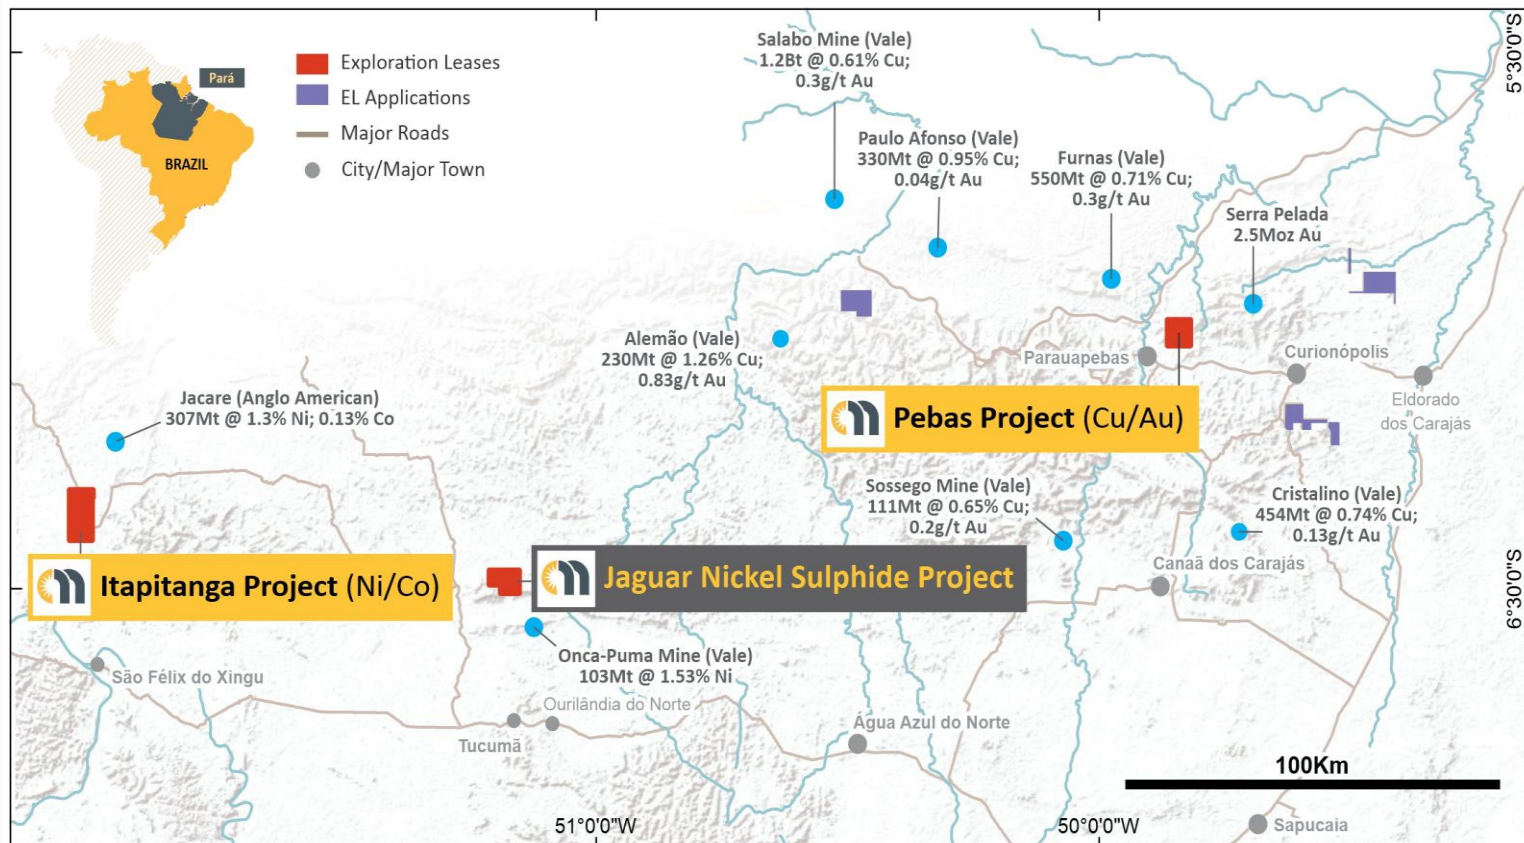 Pará
BRAZIL
Exploration Leases
EL Applications
Major Roads
City/Major Town
Salabo Mine (Vale)
1.2Bt @ 0.61% Cu;
0.3g/t Au
Paulo Afonso (Vale)
330Mt @ 0.95% Cu;
0.04g/t Au
Furnas (Vale)
550Mt @ 0.71% Cu;
0.3g/t Au
Serra Pelada
2.5Moz Au
5°30'0"S
Alemão (Vale)
230Mt @ 1.26% Cu;
0.83g/t Au
Parauapebas
Curionópolis
Eldorado
dos Carajás
Jacare (Anglo American)
307Mt @ 1.3% Ni; 0.13% Co
Pebas Project (Cu/Au)
Sossego Mine (Vale)
111Mt @ 0.65% Cu;
0.2g/t Au
Cristalino (Vale)
454Mt @ 0.74% Cu;
0.13g/t Au
Itapitanga Project (Ni/Co)
Jaguar Nickel Sulphide Project
Canaã dos Carajás
6°30'0"S
Onca-Puma Mine (Vale)
103Mt @ 1.53% Ni
São Félix do Xingu
Ourilândia do Norte
Tucumã
Água Azul do Norte
100Km
51°0'0"W
50°0'0"W
Sapucaia